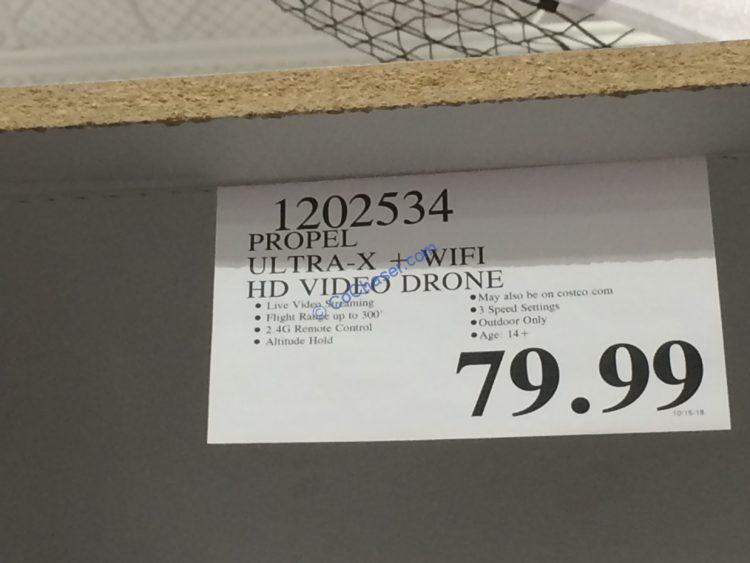 1202534
PROPEL
ULTRA-X + WIFI
HD VIDEO DRONE
• Live Video Streaming
• Flight Range up to 300'
• 2.4G Remote Control
• Altitude Hold
• May also be on costco.com
• 3 Speed Settings
• Outdoor Only
• Age: 14+
79.99
10/15/18
© CoChaser.com